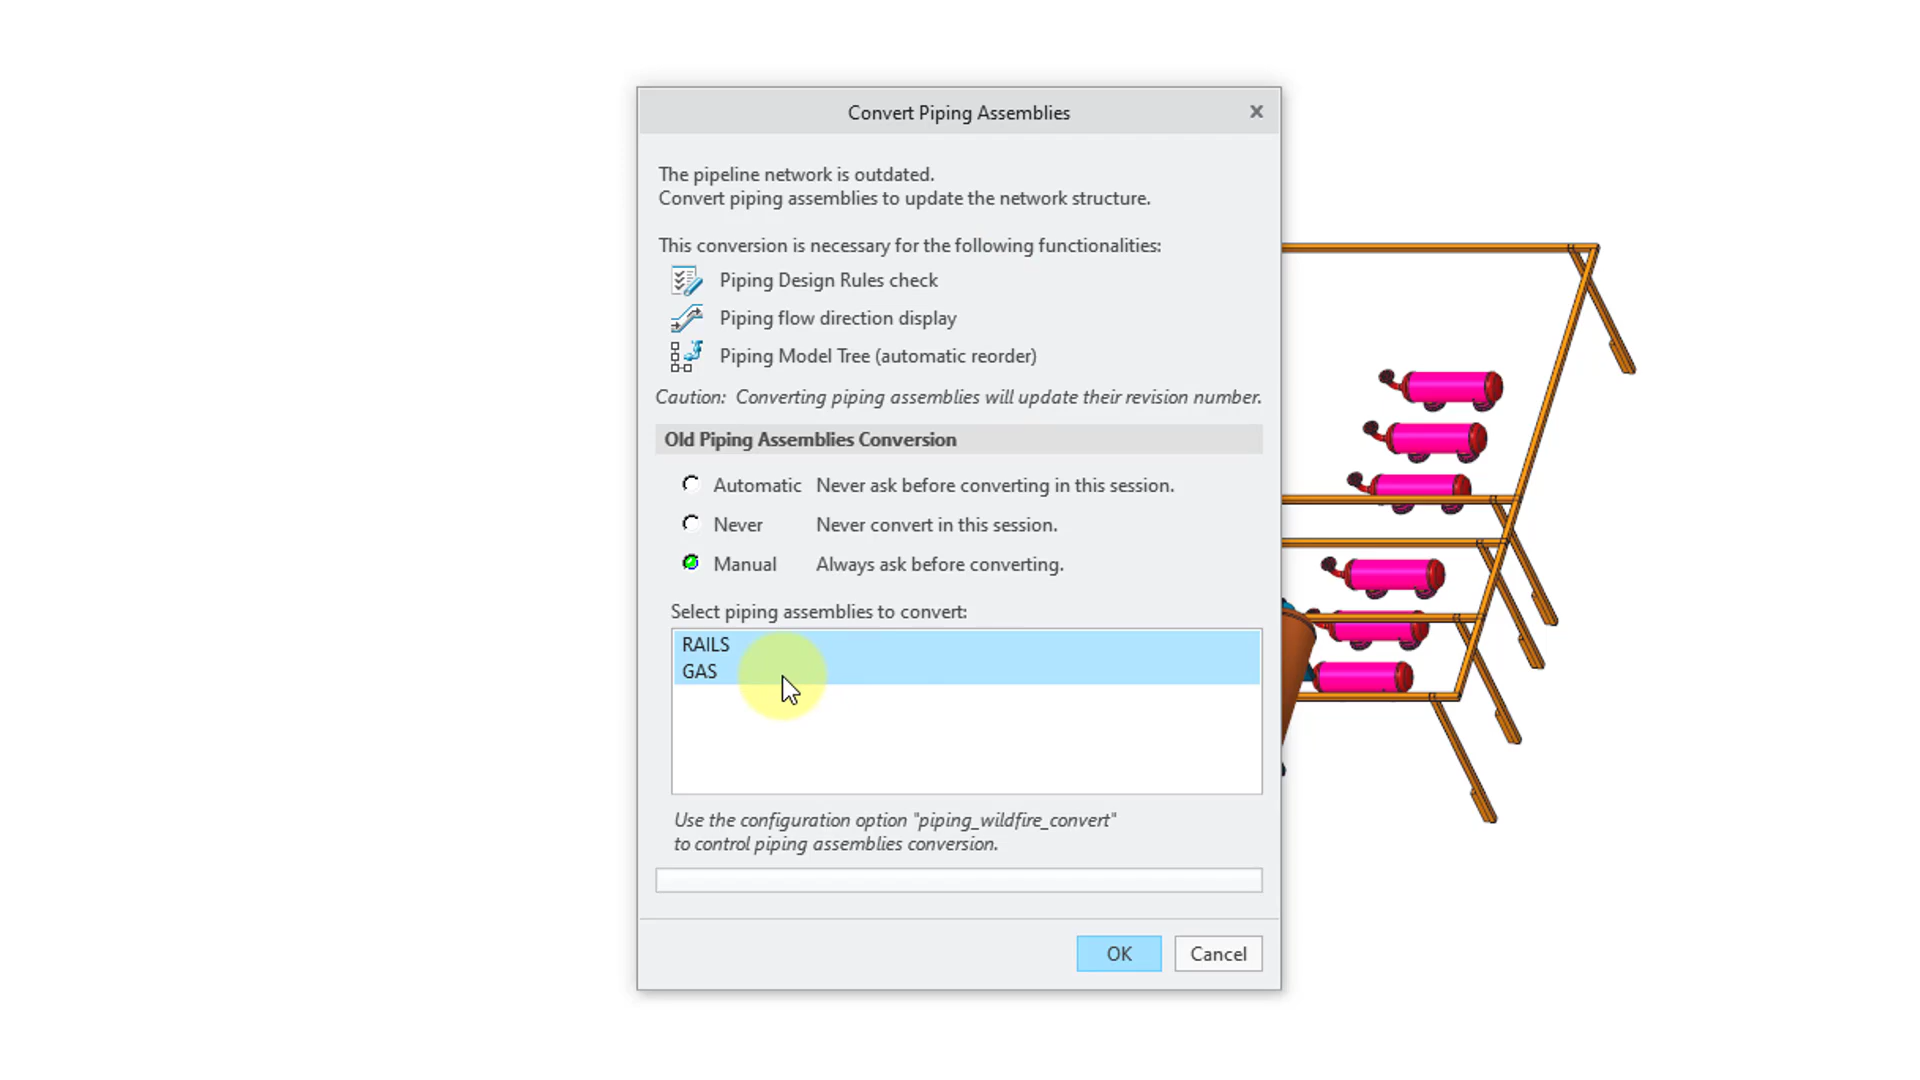 Convert Piping Assemblies
x
The pipeline network is outdated.
Convert piping assemblies to update the network structure.
This conversion is necessary for the following functionalities:
Piping Design Rules check
Piping flow direction display
Piping Model Tree (automatic reorder)
Caution: Converting piping assemblies will update their revision number.
Old Piping Assemblies Conversion
Automatic Never ask before converting in this session.
Never Never convert in this session.
Manual Always ask before converting.
Select piping assemblies to convert:
RAILS
GAS
Use the configuration option "piping_wildfire_convert"
to control piping assemblies conversion.
OK Cancel